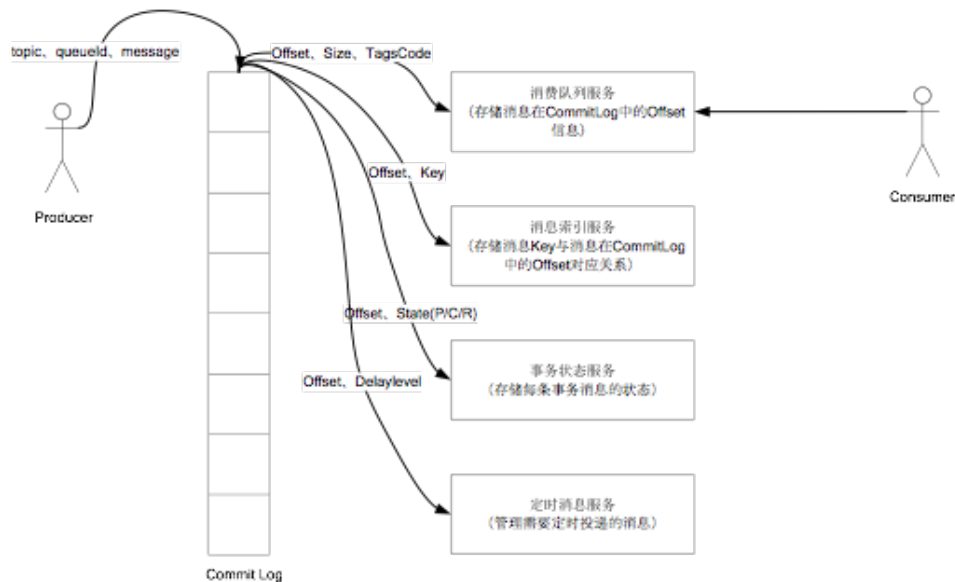 topic、queueId、message
Offset、Size、TagsCode
消费队列服务
（存储消息在CommitLog中的Offset
信息）
Producer
Consumer
Offset、Key
消息索引服务
（存储消息Key与消息在CommitLog
中的Offset对应关系）
Offset、State(P/C/R)
事务状态服务
（存储每条事务消息的状态）
Offset、Delaylevel
定时消息服务
（管理需要定时投递的消息）
Commit Log